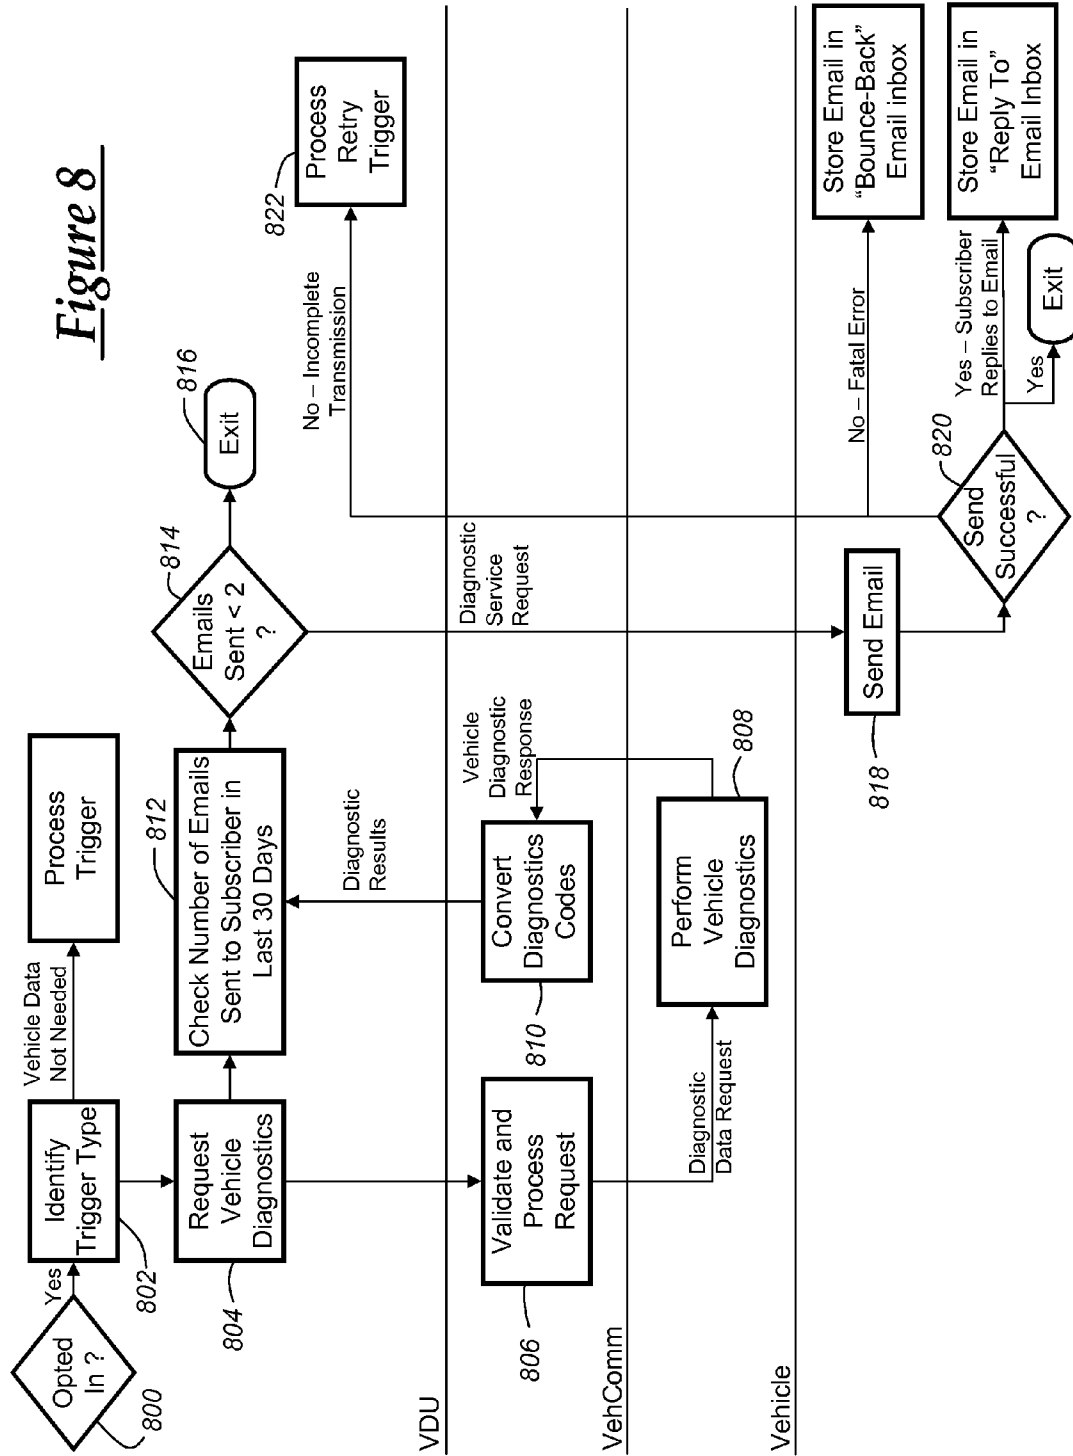 Figure 8
Opted
In ?
800
Yes
Identify
Trigger Type
802
Vehicle Data
Not Needed
Process
Trigger
Request
Vehicle
Diagnostics
804
Check Number of Emails
Sent to Subscriber in
Last 30 Days
812
Emails
Sent < 2
?
814
Exit
816
Process
Retry
Trigger
822
No – Incomplete
Transmission
VDU
Diagnostic
Results
Validate and
Process
Request
806
Convert
Diagnostics
Codes
810
Vehicle
Diagnostic
Response
Diagnostic
Service
Request
VehComm
Diagnostic
Data Request
Perform
Vehicle
Diagnostics
808
Vehicle
Send Email
818
Send
Successful
?
820
No – Fatal Error
Store Email in
“Bounce-Back”
Email inbox
Yes – Subscriber
Replies to Email
Store Email in
“Reply To”
Email Inbox
Yes
Exit